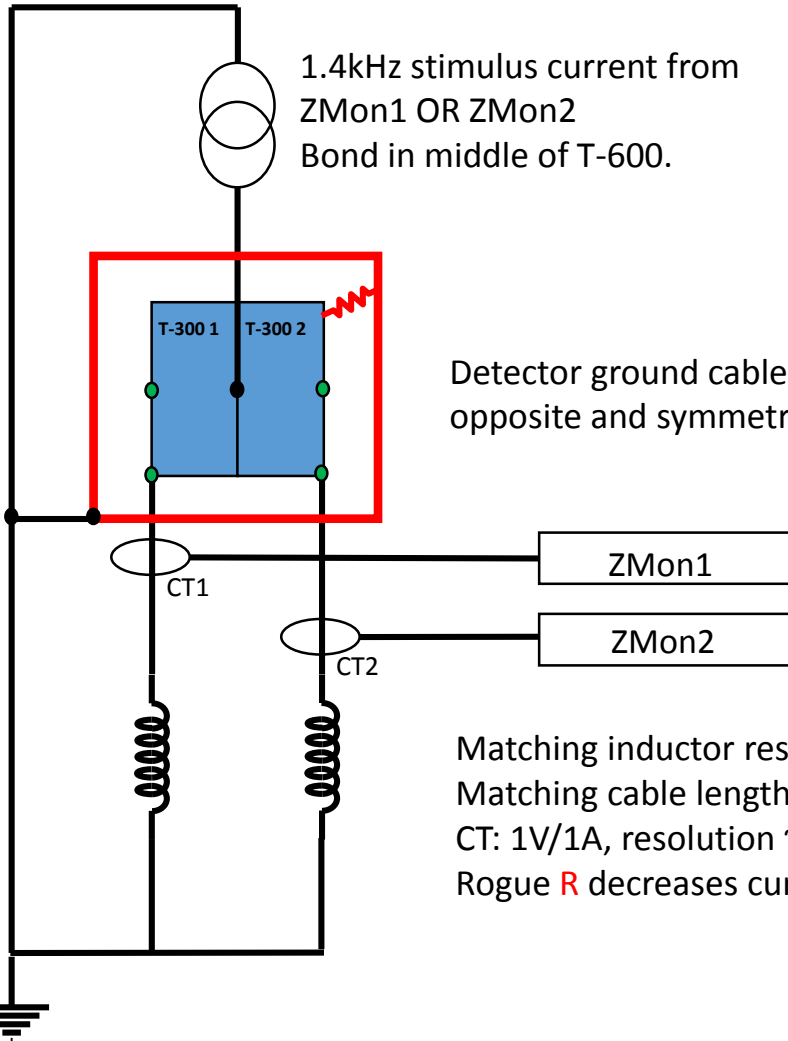 1.4kHz stimulus current from
ZMon1 OR ZMon2
Bond in middle of T-600.
T-300 1
T-300 2
Detector ground cable
opposite and symmetr
ZMon1
CT1
ZMon2
CT2
Matching inductor res
Matching cable length
CT: 1V/1A, resolution
Rogue R decreases cur